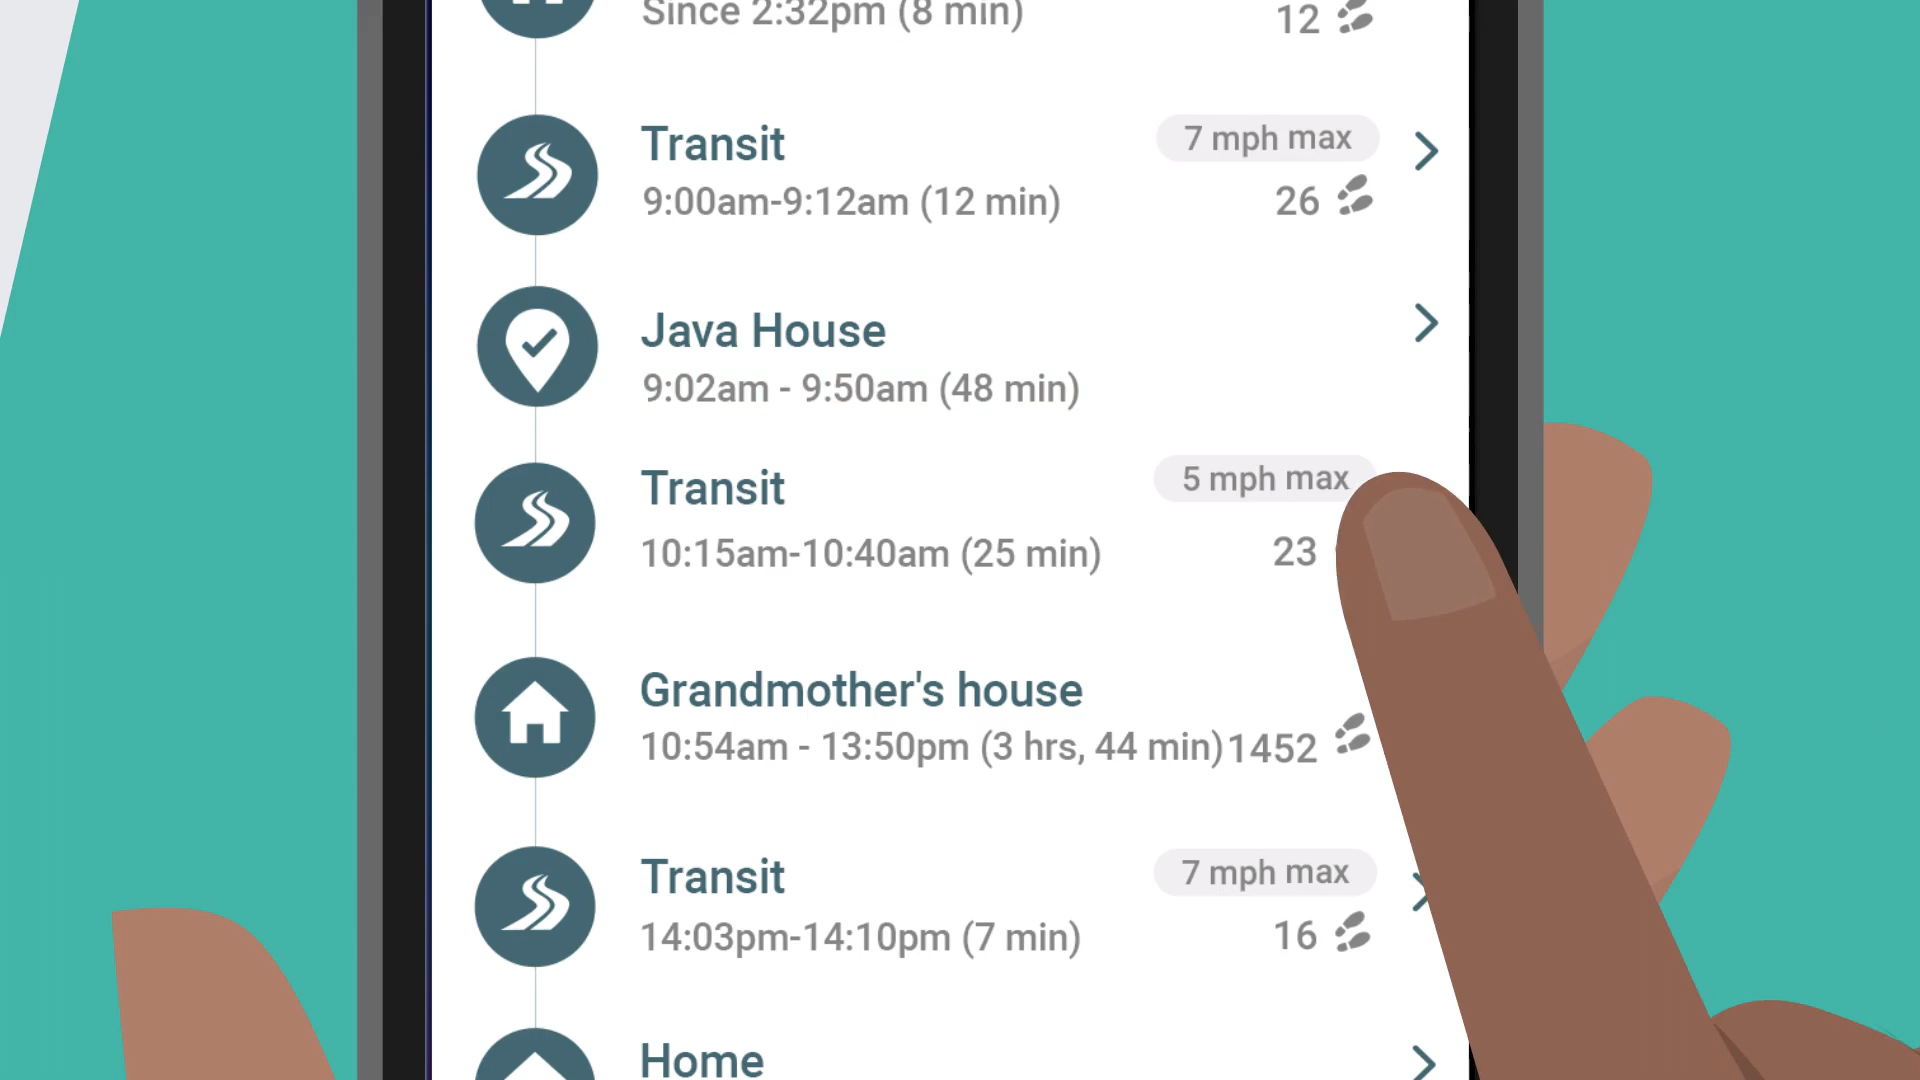 Since 2:32pm (8 min)
12
Transit
7 mph max
9:00am-9:12am (12 min)
26
Java House
9:02am - 9:50am (48 min)
Transit
5 mph max
10:15am-10:40am (25 min)
23
Grandmother's house
10:54am - 13:50pm (3 hrs, 44 min)
1452
Transit
7 mph max
14:03pm-14:10pm (7 min)
16
Home